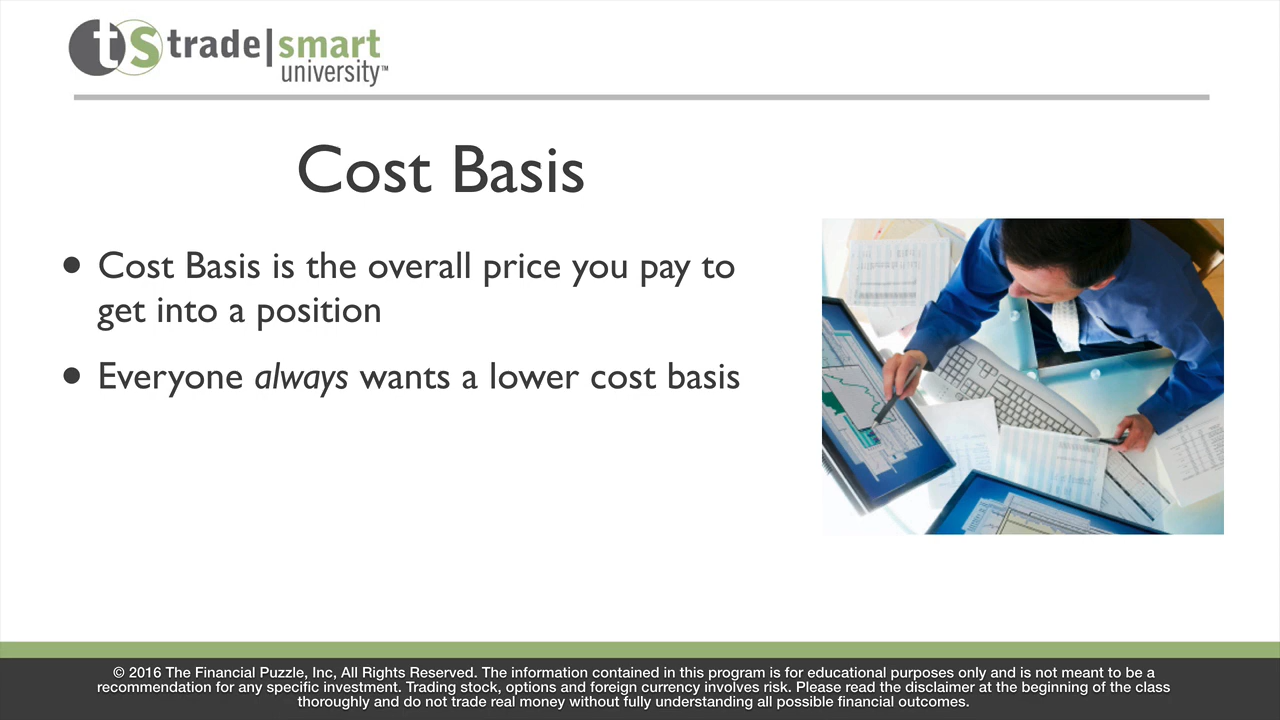 ts trade|smart
university™
Cost Basis
• Cost Basis is the overall price you pay to
get into a position
• Everyone always wants a lower cost basis
© 2016 The Financial Puzzle, Inc, All Rights Reserved. The information contained in this program is for educational purposes only and is not meant to be a
recommendation for any specific investment. Trading stock, options and foreign currency involves risk. Please read the disclaimer at the beginning of the class
thoroughly and do not trade real money without fully understanding all possible financial outcomes.